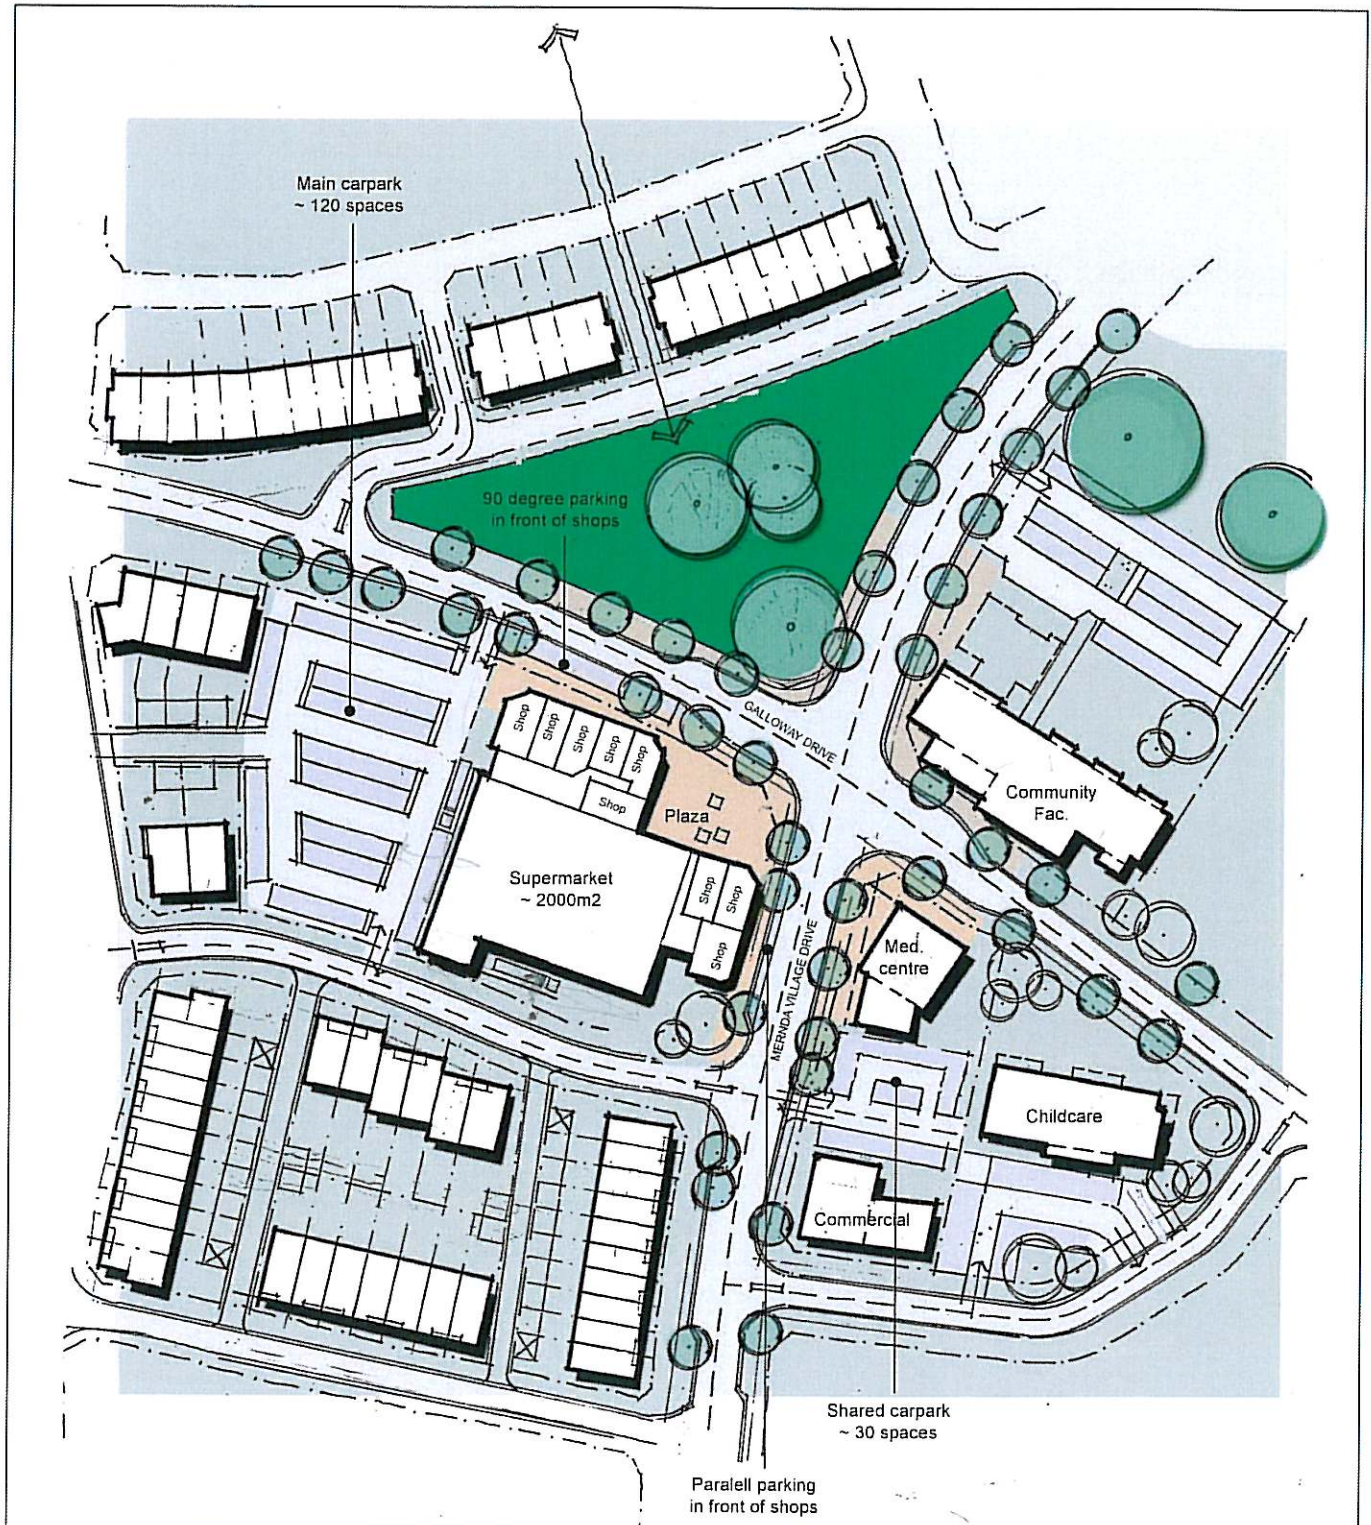 Main carpark
~ 120 spaces
90 degree parking
in front of shops
GALLOWAY DRIVE
Shop
Shop
Shop
Shop
Shop
Shop
Plaza
Community
Fac.
Supermarket
~ 2000m2
Shop
Shop
Shop
Med.
centre
MERNDA VILLAGE DRIVE
Childcare
Commercial
Shared carpark
~ 30 spaces
Paralell parking
in front of shops